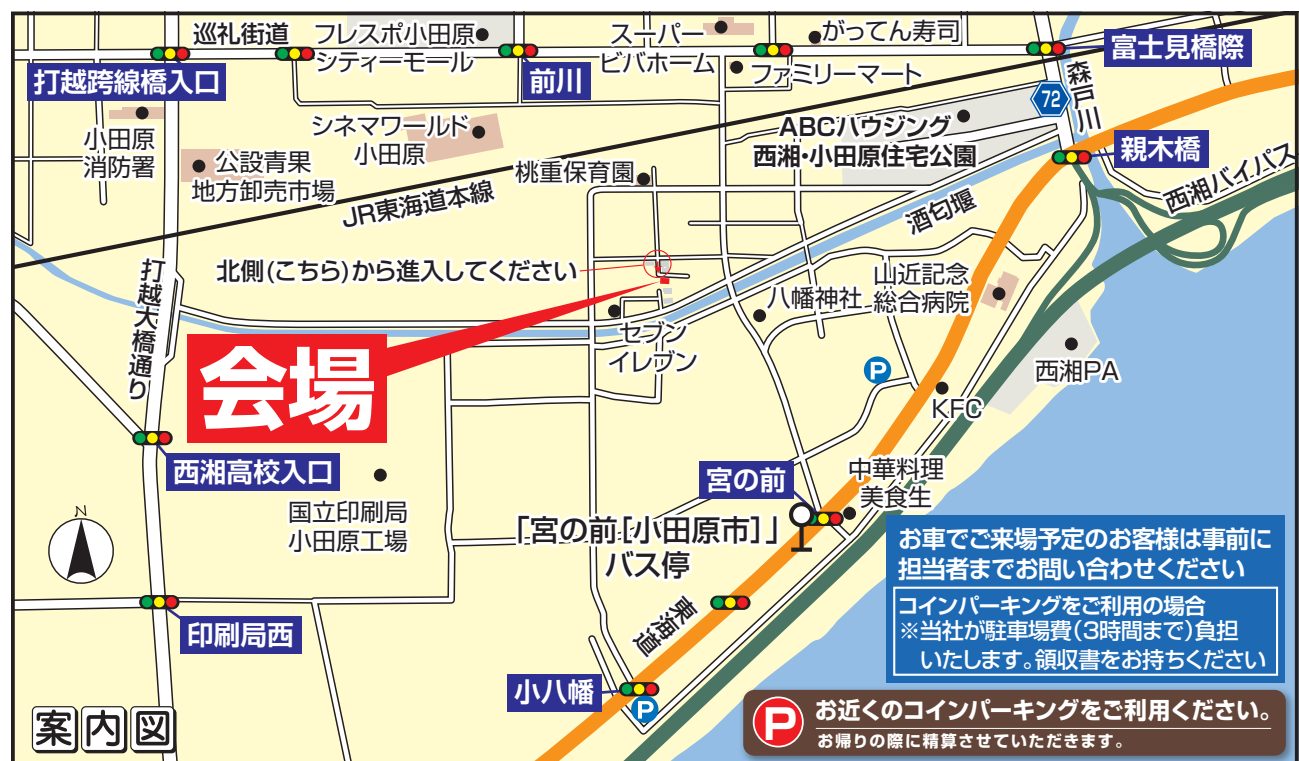 巡礼街道
フレスポ小田原
シティーモール
スーパー
ビバホーム
がってん寿司
富士見橋際
打越跨線橋入口
前川
ファミリーマート
森戸川
72
小田原
消防署
シネマワールド
小田原
ABCハウジング
西湘・小田原住宅公園
親木橋
公設青果
地方卸売市場
桃重保育園
JR東海道本線
西湘バイパス
酒匂堰
北側(こちら)から進入してください
打越大橋通り
山近記念
総合病院
八幡神社
セブン
イレブン
会場
西湘PA
P
KFC
西湘高校入口
宮の前
中華料理
美食生
国立印刷局
小田原工場
N
「宮の前[小田原市]」
バス停
お車でご来場予定のお客様は事前に
担当者までお問い合わせください
コインパーキングをご利用の場合
※当社が駐車場費(3時間まで)負担
いたします。領収書をお持ちください
東海道
印刷局西
小八幡
P
案内図
P
お近くのコインパーキングをご利用ください。
お帰りの際に精算させていただきます。